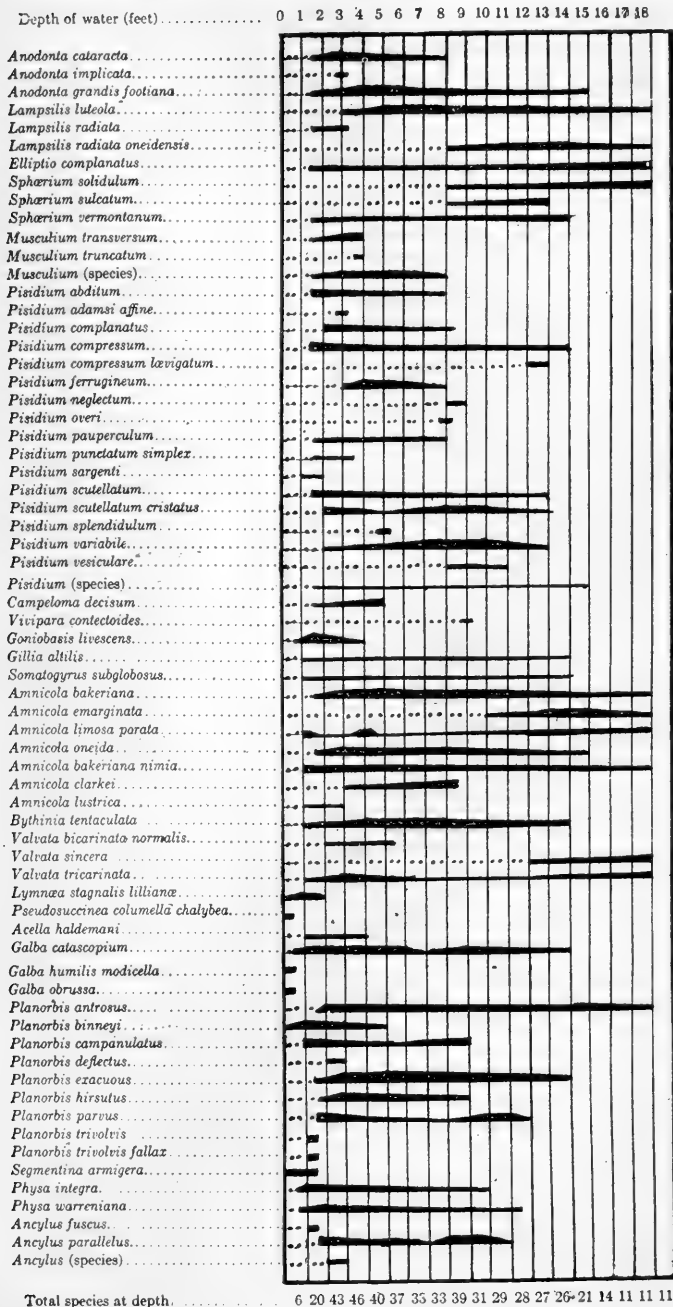 Depth of water (feet) 0 1 2 3 4 5 6 7 8 9 10 11 12 13 14 15 16 17 18
Anodonta cataracta
Anodonta implicata
Anodonta grandis footiana
Lampsilis luteola
Lampsilis radiata
Lampsilis radiata oneidensis
Elliptio complanatus
Sphærium solidulum
Sphærium sulcatum
Sphærium vermontanum
Musculium transversum
Musculium truncatum
Musculium (species)
Pisidium abditum
Pisidium adamsi affine
Pisidium complanatus
Pisidium compressum
Pisidium compressum lævigatum
Pisidium ferrugineum
Pisidium neglectum
Pisidium overi
Pisidium pauperculum
Pisidium punctatum simplex
Pisidium sargenti
Pisidium scutellatum
Pisidium scutellatum cristatus
Pisidium splendidulum
Pisidium variabile
Pisidium vesiculare
Pisidium (species)
Campeloma decisum
Vivipara contectoides
Goniobasis livescens
Gillia altilis
Somatogyrus subglobosus
Amnicola bakeriana
Amnicola emarginata
Amnicola limosa parata
Amnicola oneida
Amnicola bakeriana nimia
Amnicola clarkei
Amnicola lustrica
Bythinia tentaculata
Valvata bicarinata normalis
Valvata sincera
Valvata tricarinata
Lymnæa stagnalis lillianæ
Pseudosuccinea columella chalybea
Acella haldemani
Galba catascopium
Galba humilis modicella
Galba obrussa
Planorbis antrosus
Planorbis binneyi
Planorbis campanulatus
Planorbis deflectus
Planorbis exacuous
Planorbis hirsutus
Planorbis parvus
Planorbis trivolvis
Planorbis trivolvis fallax
Segmentina armigera
Physa integra
Physa warreniana
Ancylus fuscus
Ancylus parallelus
Ancylus (species)
Total species at depth 6 20 43 46 40 37 35 33 39 31 29 28 27 26 21 14 11 11 11